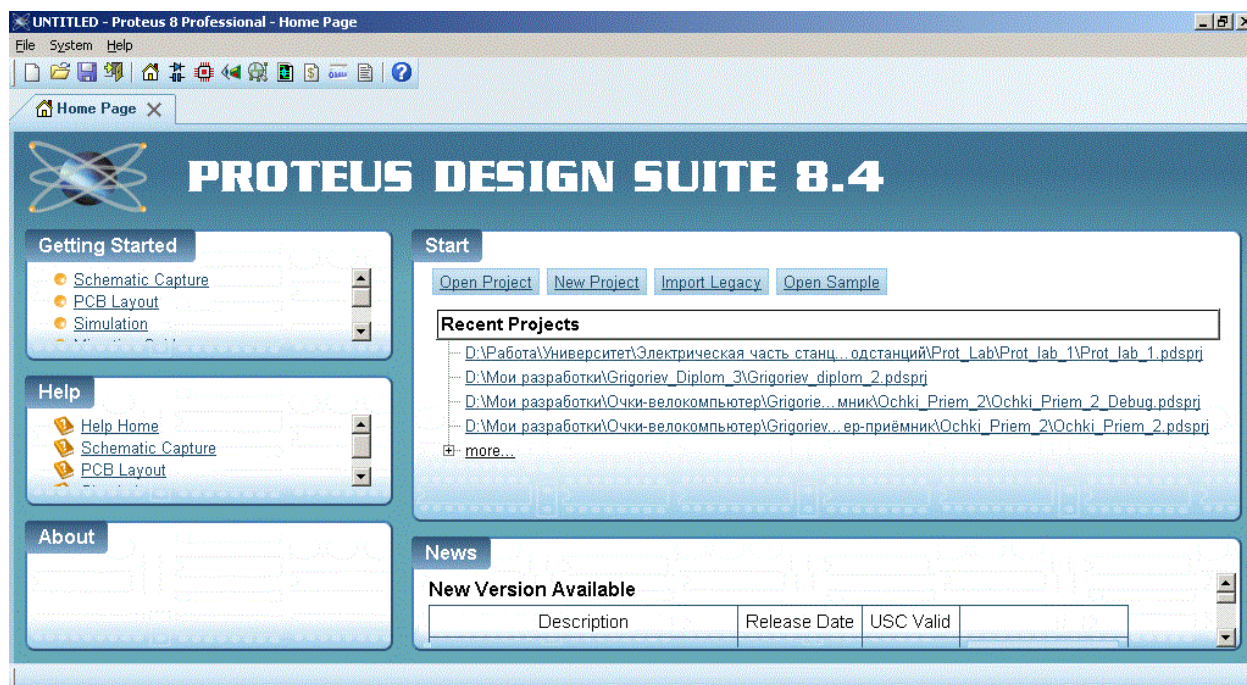 UNTITLED - Proteus 8 Professional - Home Page
File System Help
Home Page
PROTEUS DESIGN SUITE 8.4
Getting Started
Schematic Capture
PCB Layout
Simulation
Start
Open Project New Project Import Legacy Open Sample
Recent Projects
D:\Работа\Университет\Электрическая часть станц...одстанций\Prot_Lab\Prot_lab_1\Prot_lab_1.pdsprj
D:\Мои разработки\Grigoriev_Diplom_3\Grigoriev_diplom_2.pdsprj
D:\Мои разработки\Очки-велокомпьютер\Grigorie...мник\Ochki_Priem_2\Ochki_Priem_2_Debug.pdsprj
D:\Мои разработки\Очки-велокомпьютер\Grigoriev...ер-приёмник\Ochki_Priem_2\Ochki_Priem_2.pdsprj
more...
Help
Help Home
Schematic Capture
PCB Layout
About
News
New Version Available
Description Release Date USC Valid